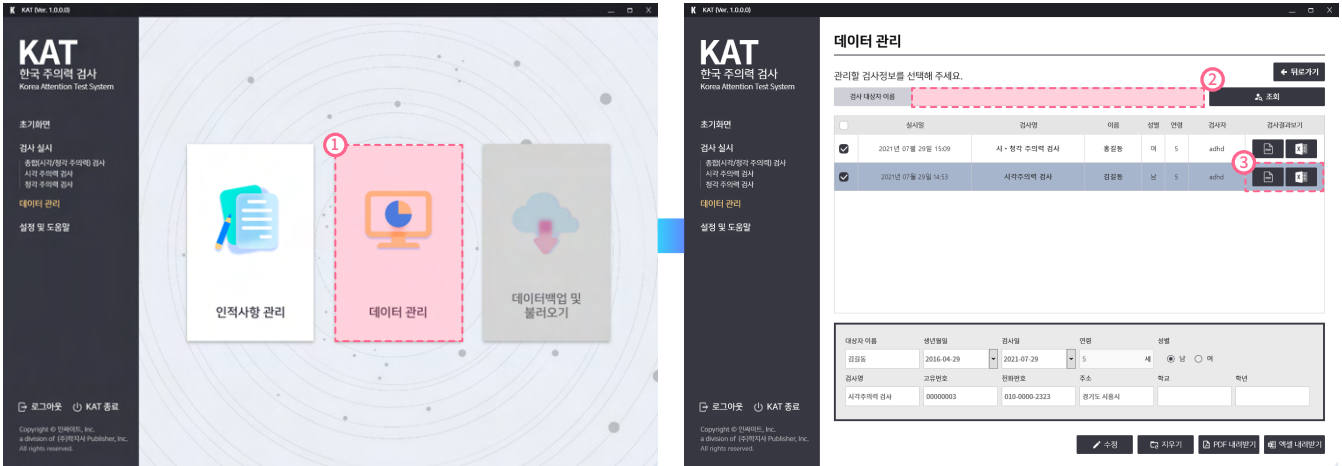 K KAT (Ver. 1.0.0.0)
KAT
한국 주의력 검사
Korea Attention Test System
초기화면
검사 실시
종합(시각/청각 주의력) 검사
시각 주의력 검사
청각 주의력 검사
데이터 관리
설정 및 도움말
로그아웃 KAT 종료
Copyright © 인싸이트, Inc.
a division of (주)학지사 Publisher, Inc.
All rights reserved.
인적사항 관리
1
데이터 관리
데이터백업 및
불러오기
K KAT (Ver. 1.0.0.0)
KAT
한국 주의력 검사
Korea Attention Test System
초기화면
검사 실시
종합(시각/청각 주의력) 검사
시각 주의력 검사
청각 주의력 검사
데이터 관리
설정 및 도움말
로그아웃 KAT 종료
Copyright © 인싸이트, Inc.
a division of (주)학지사 Publisher, Inc.
All rights reserved.
데이터 관리
관리할 검사정보를 선택해 주세요.
뒤로가기
검사 대상자 이름
2
조회
실시일 검사명 이름 성별 연령 검사자 검사결과보기
2021년 07월 29일 15:09 시・청각 주의력 검사 홍길동 여 5 adhd
3
2021년 07월 29일 14:53 시각주의력 검사 김길동 남 5 adhd
대상자 이름 생년월일 검사일 연령 성별
김길동 2016-04-29 2021-07-29 5 세 남 여
검사명 고유번호 전화번호 주소 학교 학년
시각주의력 검사 00000003 010-0000-2323 경기도 시흥시
수정 지우기 PDF 내려받기 엑셀 내려받기